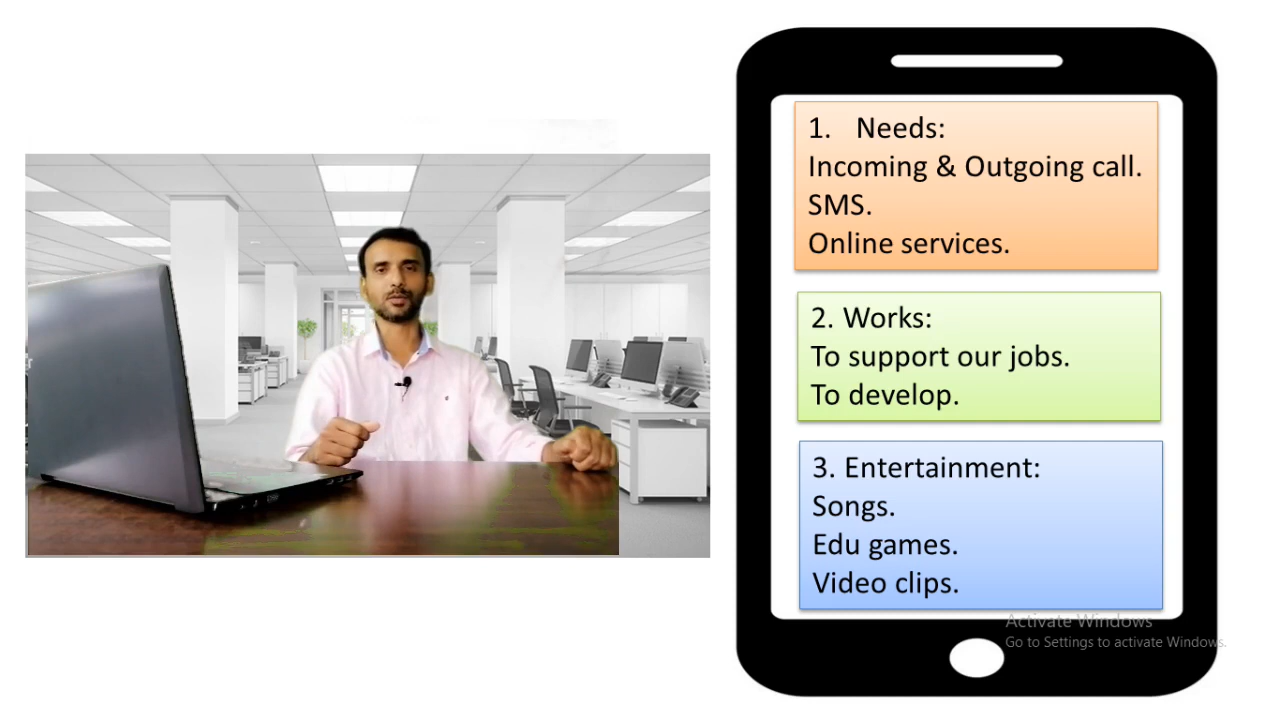 1. Needs:
Incoming & Outgoing call.
SMS.
Online services.
2. Works:
To support our jobs.
To develop.
3. Entertainment:
Songs.
Edu games.
Video clips.
Activate Windows
Go to Settings to activate Windows.